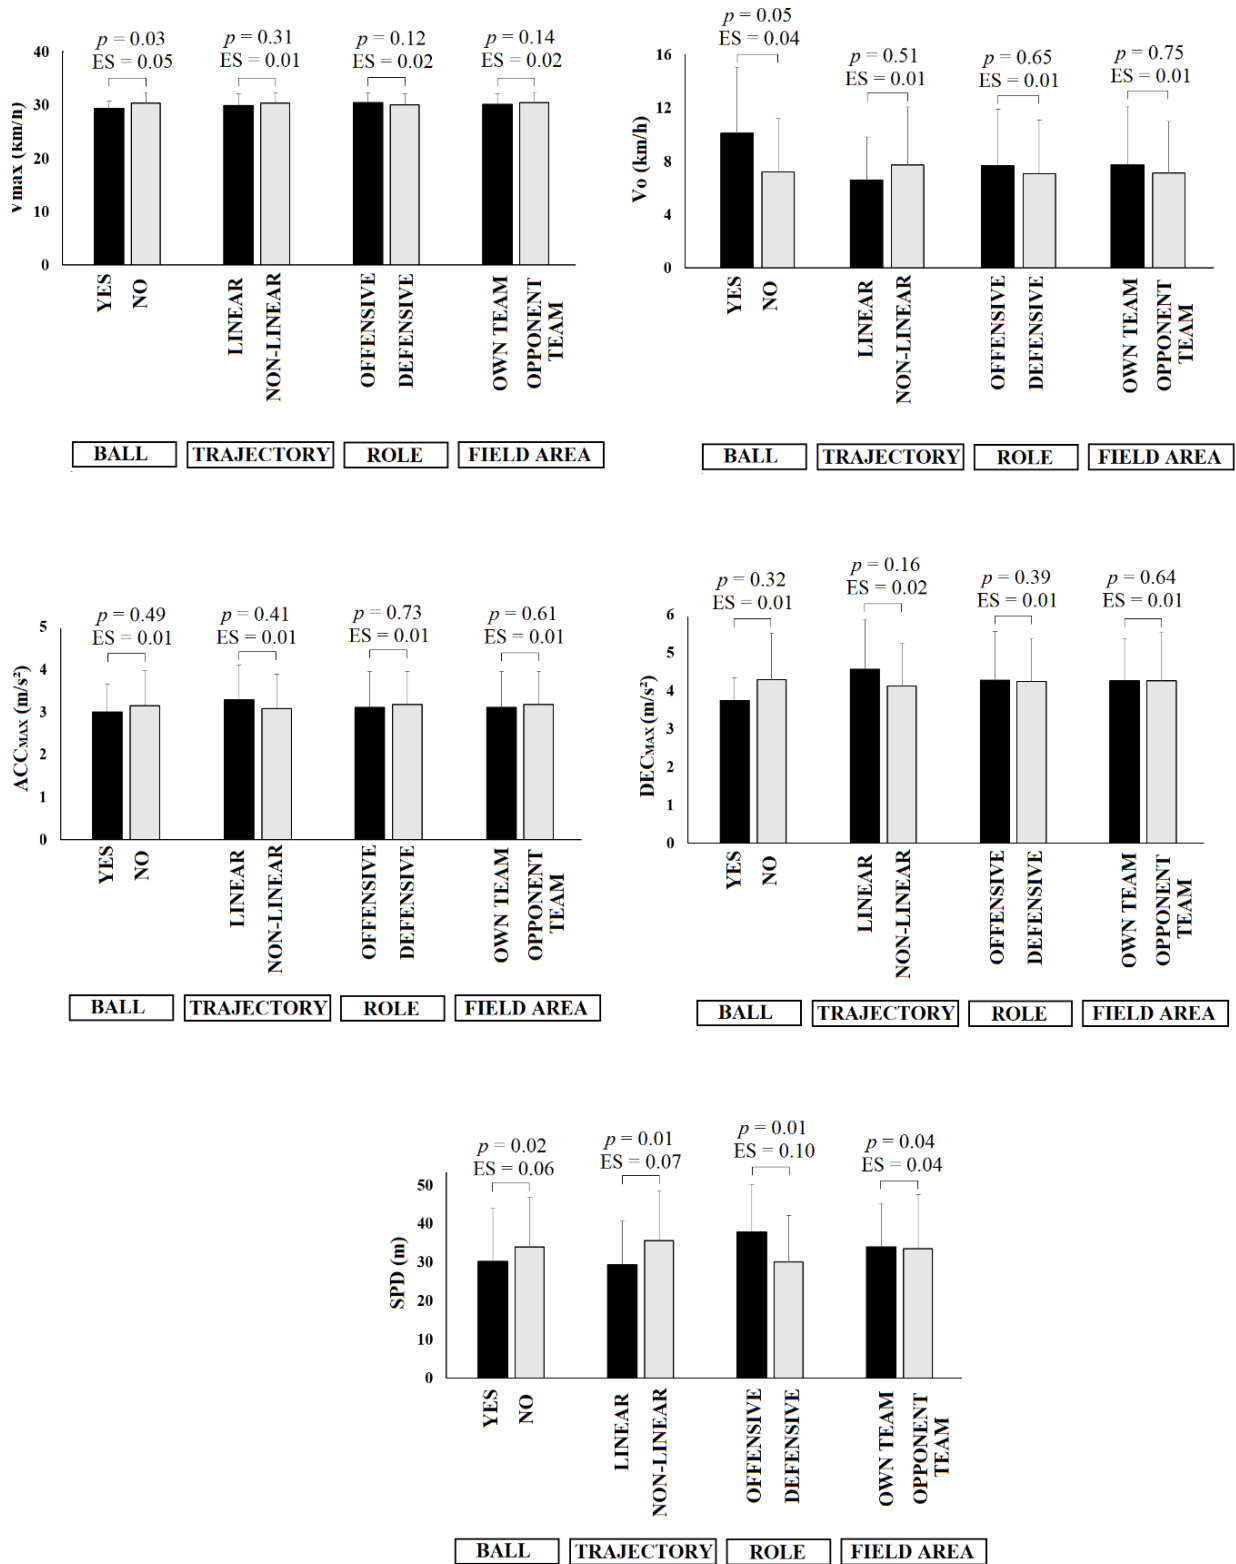 p = 0.03
ES = 0.05
p = 0.31
ES = 0.01
p = 0.12
ES = 0.02
p = 0.14
ES = 0.02
Vmax (km/h)
40
30
20
10
0
YES
NO
LINEAR
NON-LINEAR
OFFENSIVE
DEFENSIVE
OWN TEAM
OPPONENT
TEAM
BALL
TRAJECTORY
ROLE
FIELD AREA
p = 0.05
ES = 0.04
p = 0.51
ES = 0.01
p = 0.65
ES = 0.01
p = 0.75
ES = 0.01
Vo (km/h)
16
12
8
4
0
YES
NO
LINEAR
NON-LINEAR
OFFENSIVE
DEFENSIVE
OWN TEAM
OPPONENT
TEAM
BALL
TRAJECTORY
ROLE
FIELD AREA
p = 0.49
ES = 0.01
p = 0.41
ES = 0.01
p = 0.73
ES = 0.01
p = 0.61
ES = 0.01
ACCMAX (m/s²)
5
4
3
2
1
0
YES
NO
LINEAR
NON-LINEAR
OFFENSIVE
DEFENSIVE
OWN TEAM
OPPONENT
TEAM
BALL
TRAJECTORY
ROLE
FIELD AREA
p = 0.32
ES = 0.01
p = 0.16
ES = 0.02
p = 0.39
ES = 0.01
p = 0.64
ES = 0.01
DECMAX (m/s²)
6
5
4
3
2
1
0
YES
NO
LINEAR
NON-LINEAR
OFFENSIVE
DEFENSIVE
OWN TEAM
OPPONENT
TEAM
BALL
TRAJECTORY
ROLE
FIELD AREA
p = 0.02
ES = 0.06
p = 0.01
ES = 0.07
p = 0.01
ES = 0.10
p = 0.04
ES = 0.04
SPD (m)
50
40
30
20
10
0
YES
NO
LINEAR
NON-LINEAR
OFFENSIVE
DEFENSIVE
OWN TEAM
OPPONENT
TEAM
BALL
TRAJECTORY
ROLE
FIELD AREA